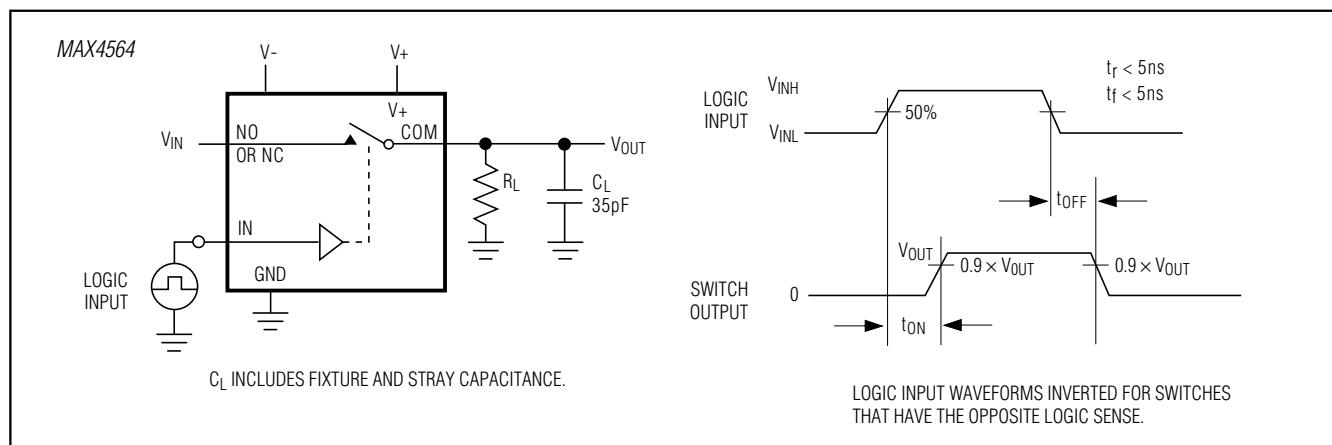 MAX4564
V-
V+
V+
VIN
NO
OR NC
COM
VOUT
RL
CL
35pF
IN
GND
LOGIC
INPUT
CL INCLUDES FIXTURE AND STRAY CAPACITANCE.
LOGIC
INPUT
VINH
VINL
50%
tr < 5ns
tf < 5ns
tOFF
SWITCH
OUTPUT
VOUT
0
0.9 × VOUT
0.9 × VOUT
tON
LOGIC INPUT WAVEFORMS INVERTED FOR SWITCHES
THAT HAVE THE OPPOSITE LOGIC SENSE.